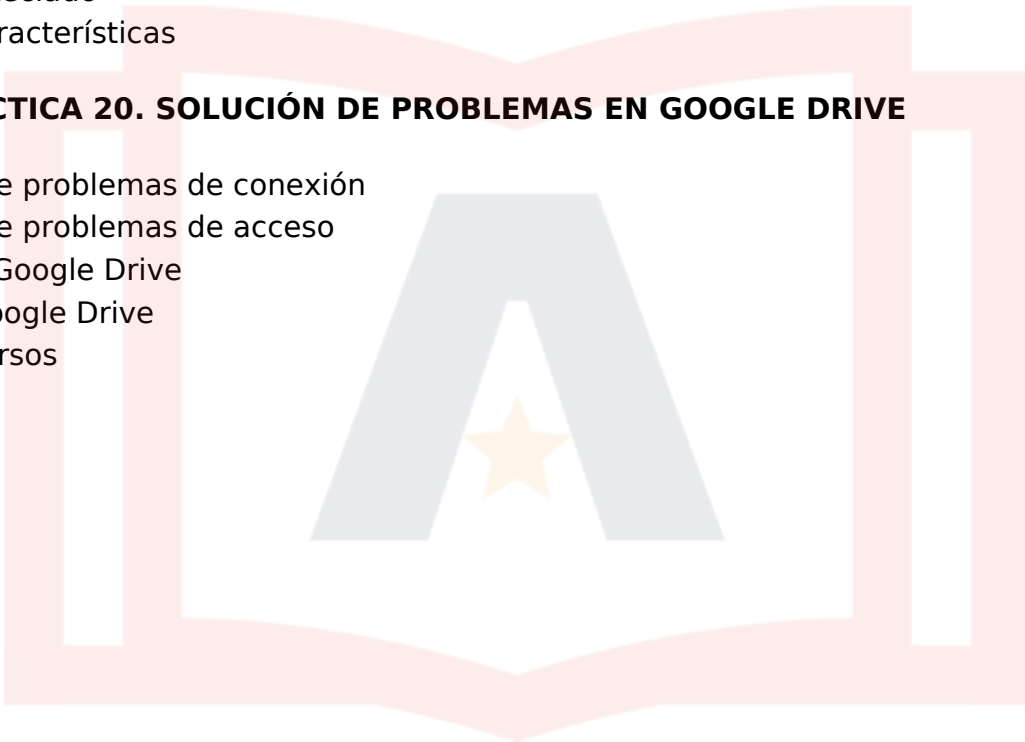 racterísticas
CTICA 20. SOLUCIÓN DE PROBLEMAS EN GOOGLE DRIVE
e problemas de conexión
e problemas de acceso
Google Drive
ogle Drive
rsos